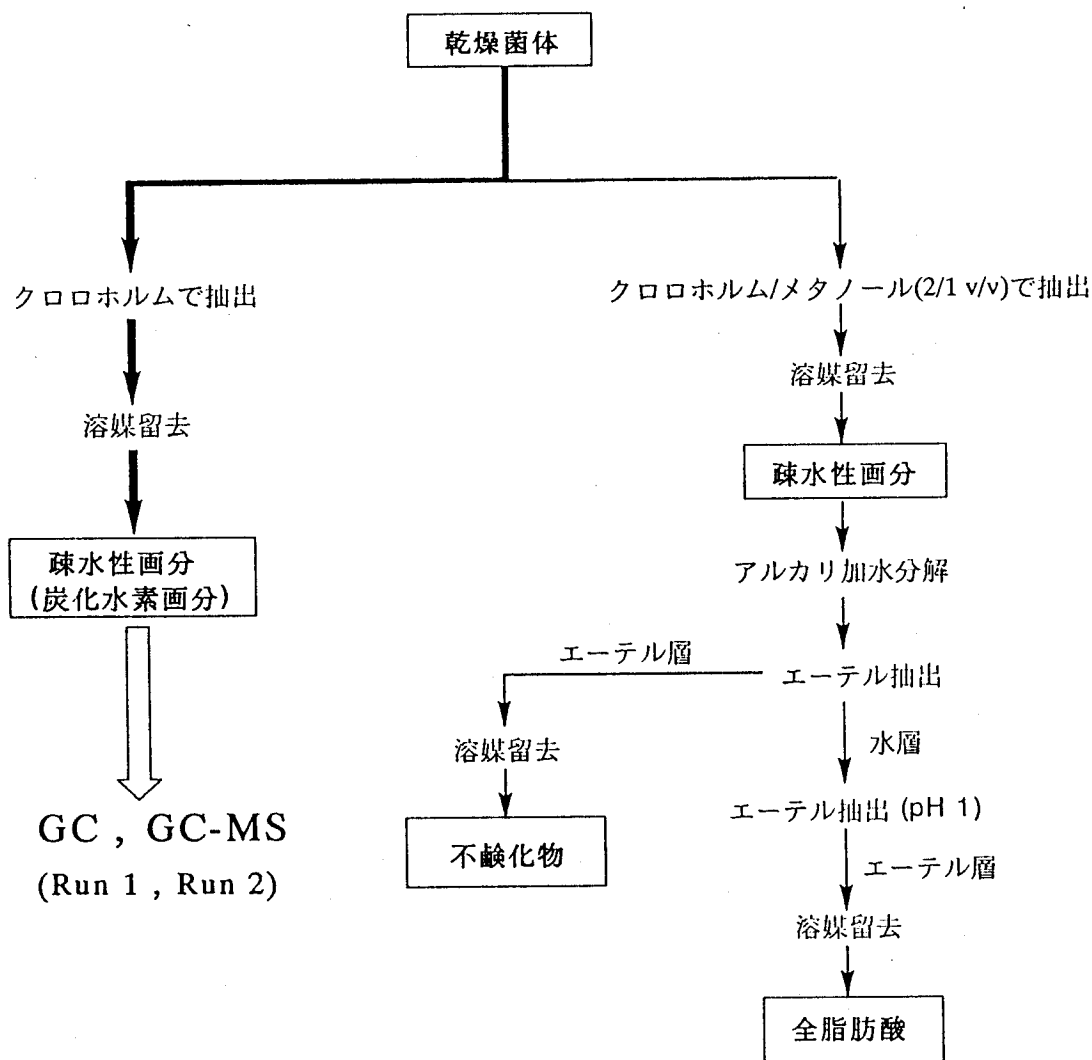 乾燥菌体
クロロホルムで抽出
溶媒留去
疎水性画分
(炭化水素画分)
GC , GC-MS
(Run 1 , Run 2)
クロロホルム/メタノール(2/1 v/v)で抽出
溶媒留去
疎水性画分
アルカリ加水分解
エーテル抽出
エーテル層
溶媒留去
不鹸化物
水層
エーテル抽出 (pH 1)
エーテル層
溶媒留去
全脂肪酸